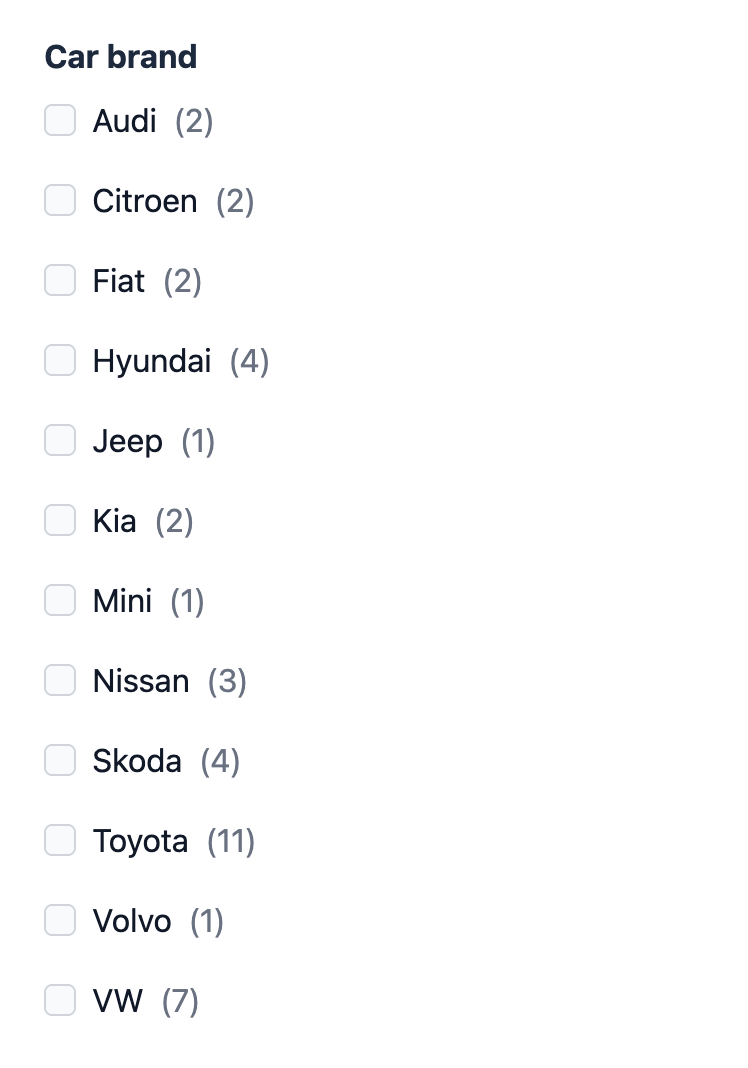 Car brand
Audi (2)
Citroen (2)
Fiat (2)
Hyundai (4)
Jeep (1)
Kia (2)
Mini (1)
Nissan (3)
Skoda (4)
Toyota (11)
Volvo (1)
VW (7)